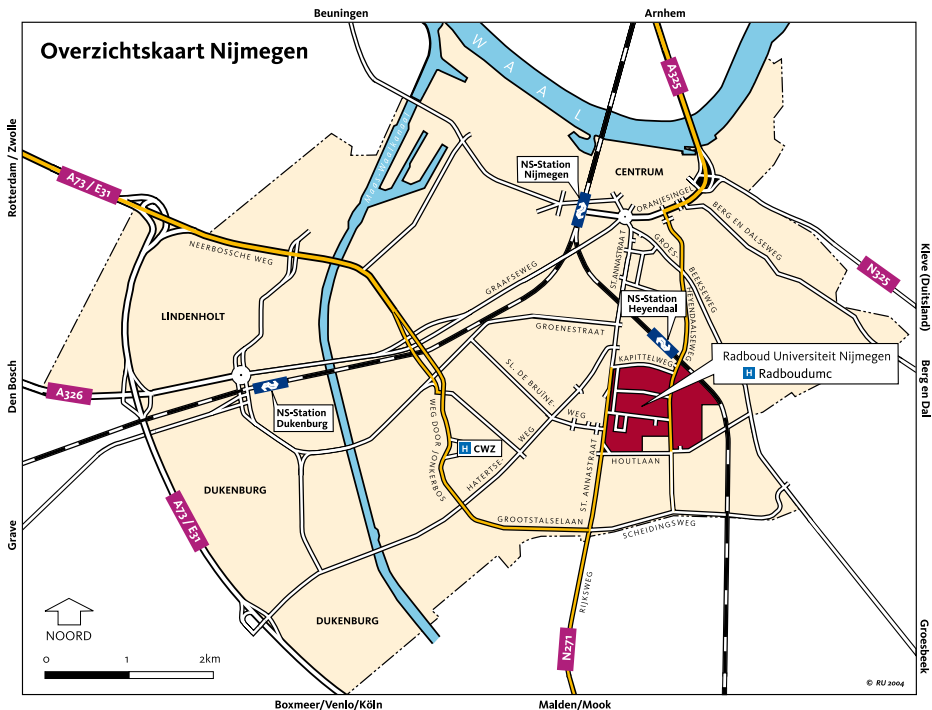 Beuningen
Arnhem
Overzichtskaart Nijmegen
WAAL
A325
Rotterdam / Zwolle
A73 / E31
Maas-Waalkanaal
NS-Station
Nijmegen
CENTRUM
ORANJESINGEL
BERG EN DALSEWEG
N325
Kleve (Duitsland)
NEERBOSSCHE WEG
GRAAFSEWEG
ST. ANNASTRAAT
GROES-
BEEKSEWEG
HEYENDAALSEWEG
NS-Station
Heyendaal
LINDENHOLT
GROENESTRAAT
KAPITTELWEG
Radboud Universiteit Nijmegen
H Radboudumc
Den Bosch
A326
NS-Station
Dukenburg
SL. DE BRUINE-
WEG
Berg en Dal
WEG DOOR JONKERBOS
H CWZ
HATERTSE-
WEG
ST. ANNASTRAAT
HOUTLAAN
DUKENBURG
A73 / E31
GROOTSTALSELAAN
SCHEIDINGSWEG
Grave
RIJKSWEG
DUKENBURG
N271
NOORD
0 1 2km
Groesbeek
© RU 2004
Boxmeer/Venlo/Köln
Malden/Mook